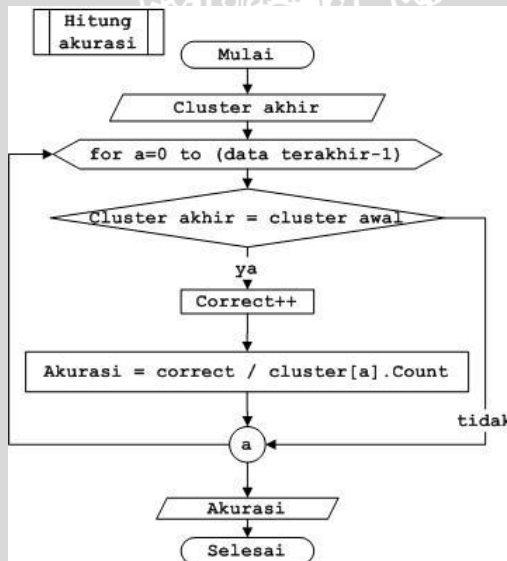 Hitung
akurasi
Mulai
Cluster akhir
for a=0 to (data terakhir-1)
Cluster akhir = cluster awal
ya
Correct++
Akurasi = correct / cluster[a].Count
tidak
a
Akurasi
Selesai